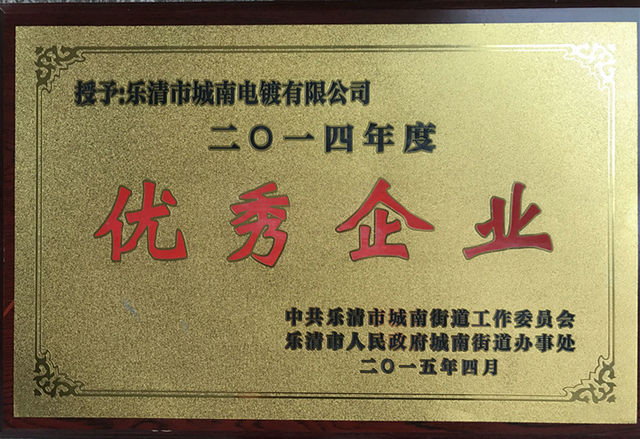 授予:乐清市城南电镀有限公司
二〇一四年度
优秀企业
中共乐清市城南街道工作委员会
乐清市人民政府城南街道办事处
二〇一五年四月